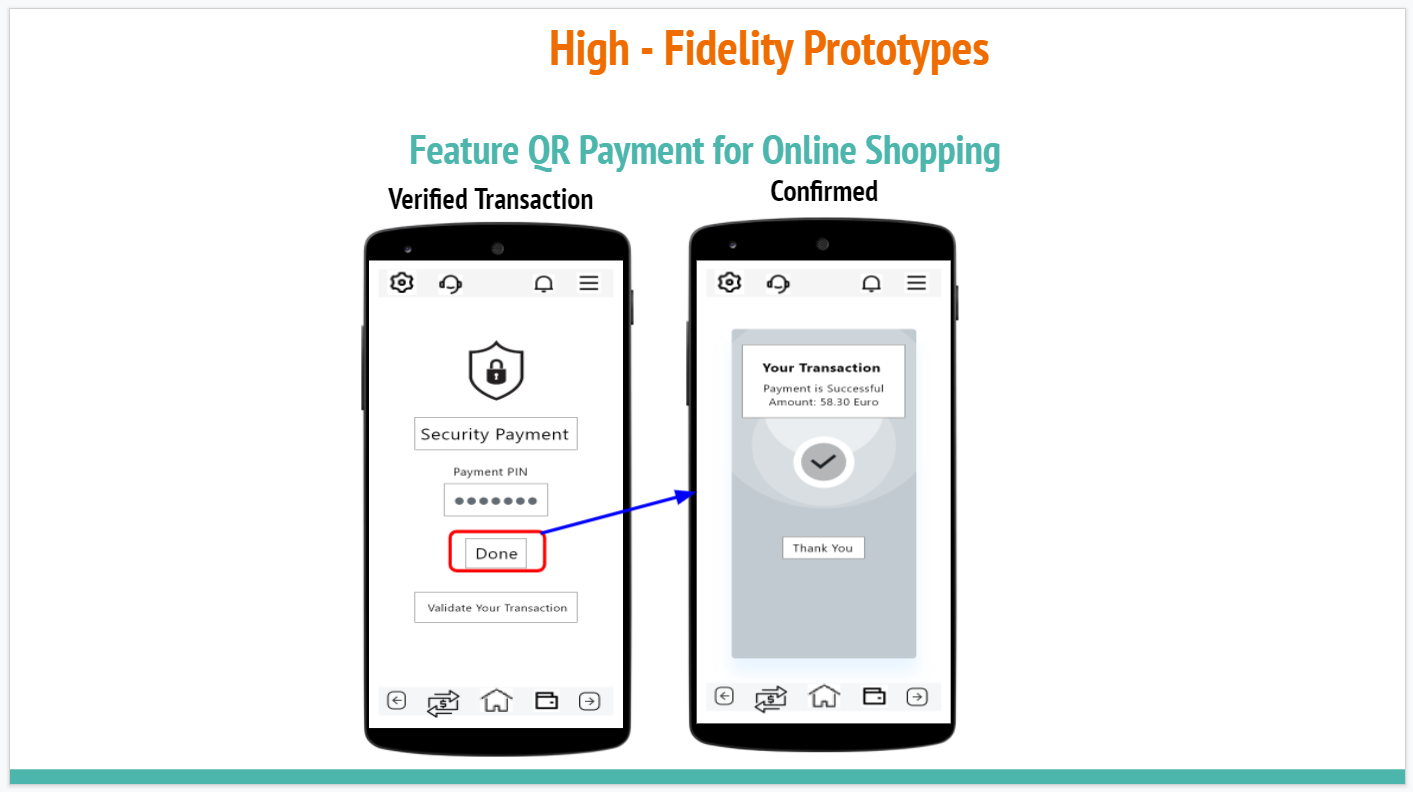 High - Fidelity Prototypes
Feature QR Payment for Online Shopping
Verified Transaction
Security Payment
Payment PIN
Done
Validate Your Transaction
Confirmed
Your Transaction
Payment is Successful
Amount: 58.30 Euro
Thank You